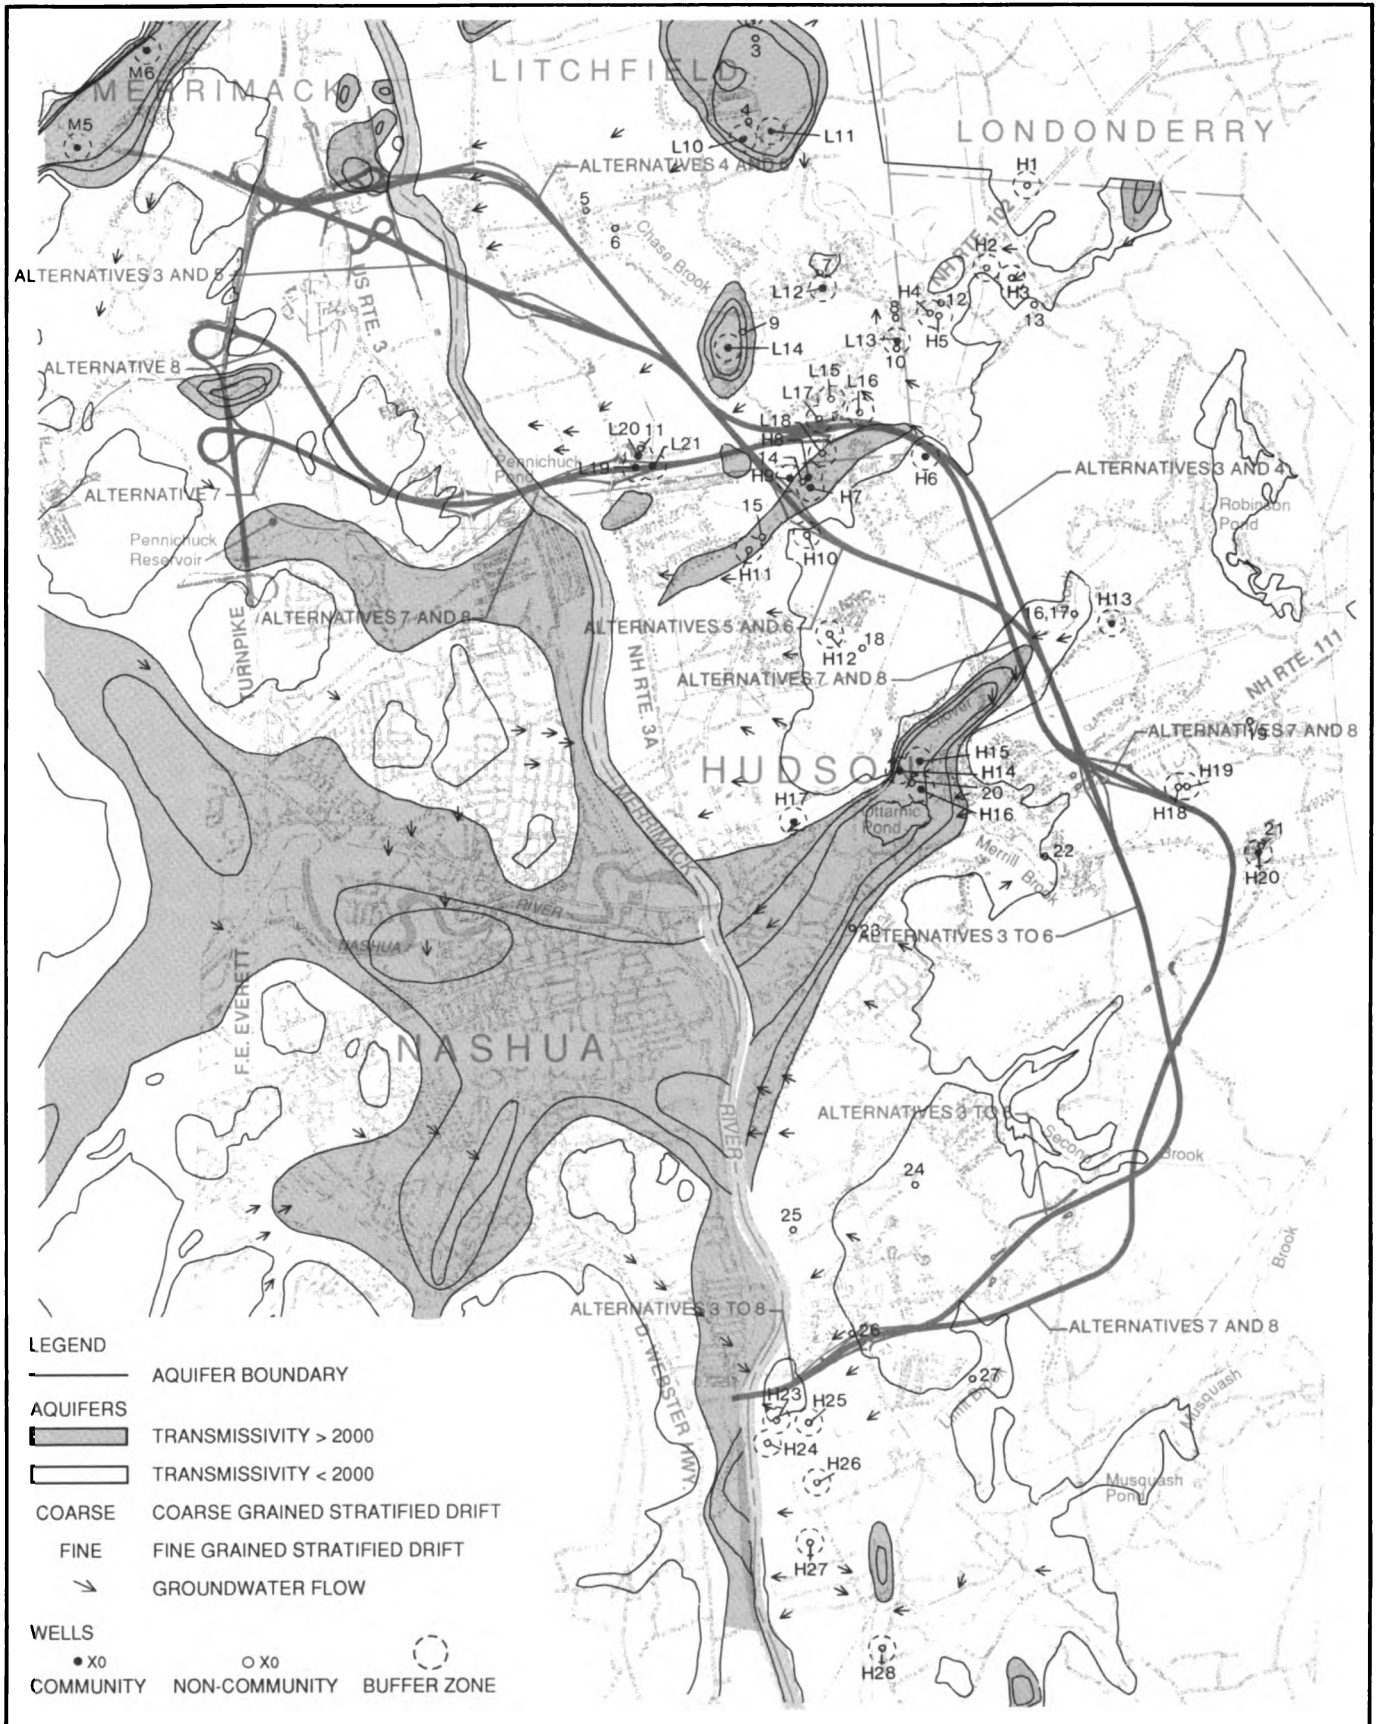 M6
MERRIMACK
LITCHFIELD
3
M5
4
L10
L11
LONDONDERRY
ALTERNATIVES 4 AND 6
H1
5
6
Chase Brook
NH RTE. 102
H2
H3
13
ALTERNATIVES 3 AND 5
US RTE. 3
7
L12
H4
12
H5
8
L13
10
9
L14
ALTERNATIVE 8
L15
L16
L17
L18
H8
14
H9
H7
H6
L20
11
L21
L19
Pennichuck
Pond
ALTERNATIVE 7
ALTERNATIVES 3 AND 4
Robinson
Pond
Pennichuck
Reservoir
15
H11
H10
ALTERNATIVES 7 AND 8
ALTERNATIVES 5 AND 6
16,17
H13
H12
18
TURNPIKE
NH RTE. 3A
ALTERNATIVES 7 AND 8
NH RTE. 111
19
ALTERNATIVES 7 AND 8
HUDSON
H15
H14
20
H16
H17
Ottarnic
Pond
H19
H18
21
H20
22
Merrill Brook
MERRIMACK
RIVER
NASHUA
23
ALTERNATIVES 3 TO 6
F.E. EVERETT
NASHUA
RIVER
ALTERNATIVES 3 TO 6
Second
Brook
24
25
Brook
ALTERNATIVES 3 TO 8
26
ALTERNATIVES 7 AND 8
D. WEBSTER HWY.
27
Limit Brook
H23
H25
H24
H26
Musquash
Musquash
Pond
H27
H28
LEGEND
AQUIFER BOUNDARY
AQUIFERS
TRANSMISSIVITY > 2000
TRANSMISSIVITY < 2000
COARSE COARSE GRAINED STRATIFIED DRIFT
FINE FINE GRAINED STRATIFIED DRIFT
GROUNDWATER FLOW
WELLS
X0 X0
COMMUNITY NON-COMMUNITY BUFFER ZONE